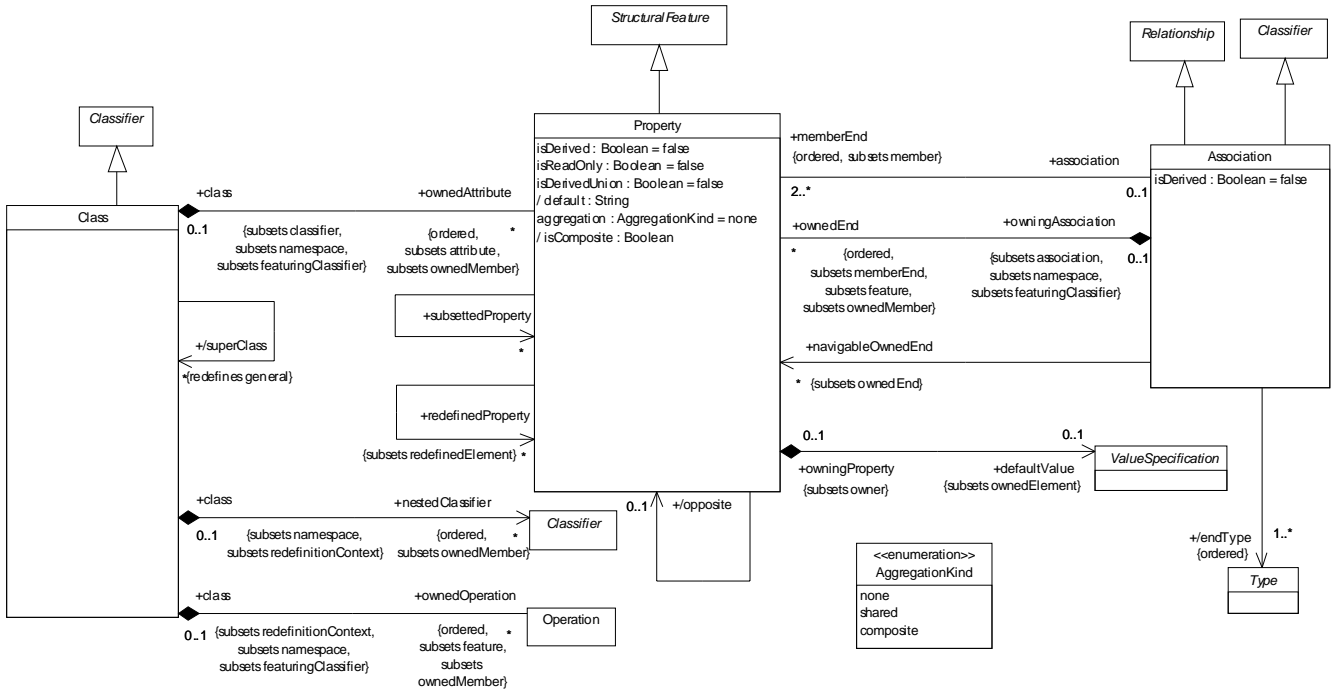 StructuralFeature
Relationship
Classifier
Classifier
Property
isDerived : Boolean = false
isReadOnly : Boolean = false
isDerivedUnion : Boolean = false
/ default : String
aggregation : AggregationKind = none
/ isComposite : Boolean
Association
isDerived : Boolean = false
Class
+memberEnd
{ordered, subsets member}
2..*
+association
0..1
+class
0..1
{subsets classifier,
subsets namespace,
subsets featuringClassifier}
+ownedAttribute
*
{ordered,
subsets attribute,
subsets ownedMember}
+ownedEnd
*
{ordered,
subsets memberEnd,
subsets feature,
subsets ownedMember}
+owningAssociation
0..1
{subsets association,
subsets namespace,
subsets featuringClassifier}
+subsettedProperty
*
+/superClass
*{redefines general}
+navigableOwnedEnd
* {subsets ownedEnd}
+redefinedProperty
{subsets redefinedElement} *
0..1
+owningProperty
{subsets owner}
0..1
+defaultValue
{subsets ownedElement}
ValueSpecification
+class
0..1
{subsets namespace,
subsets redefinitionContext}
+nestedClassifier
*
{ordered,
subsets ownedMember}
Classifier
0..1
+/opposite
+/endType
{ordered}
1..*
Type
<<enumeration>>
AggregationKind
none
shared
composite
+class
0..1
{subsets redefinitionContext,
subsets namespace,
subsets featuringClassifier}
+ownedOperation
*
{ordered,
subsets feature,
subsets
ownedMember}
Operation